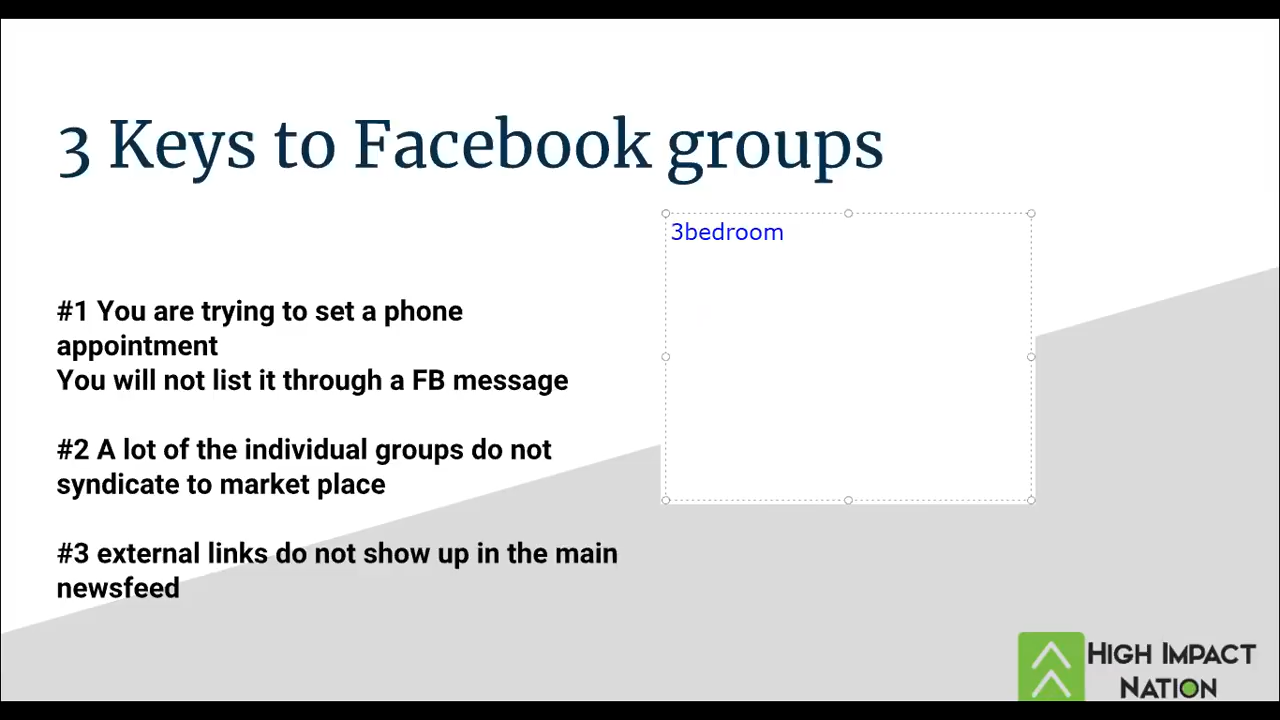 3 Keys to Facebook groups
3bedroom
#1 You are trying to set a phone
appointment
You will not list it through a FB message
#2 A lot of the individual groups do not
syndicate to market place
#3 external links do not show up in the main
newsfeed
HIGH IMPACT
NATION